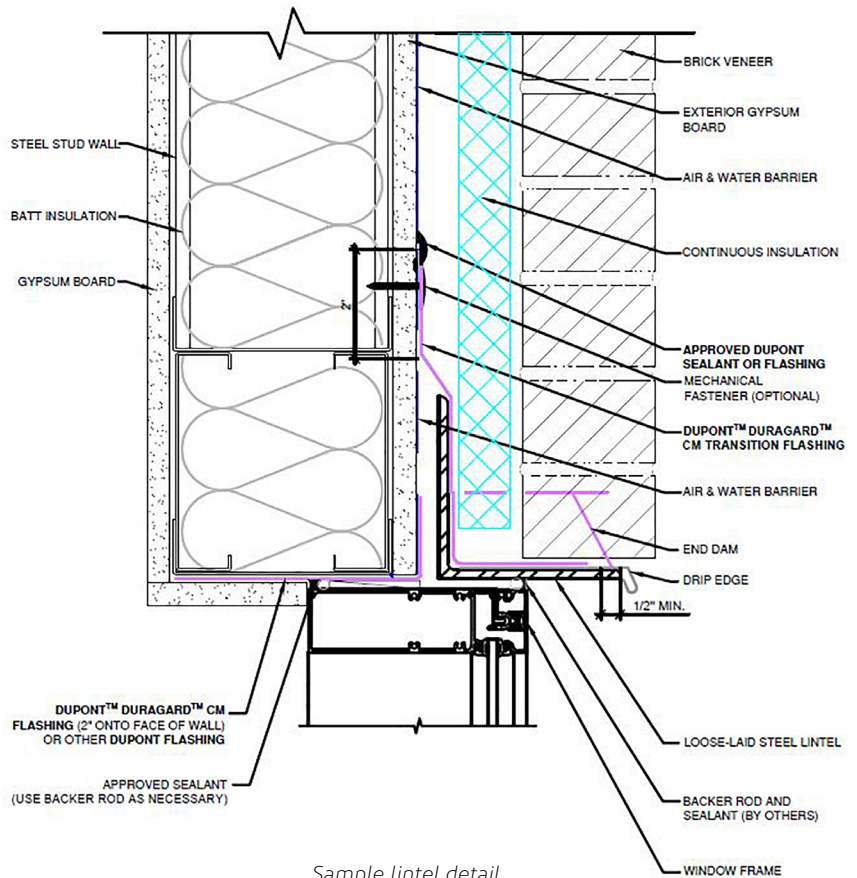 BRICK VENEER
EXTERIOR GYPSUM
BOARD
STEEL STUD WALL
AIR & WATER BARRIER
BATT INSULATION
CONTINUOUS INSULATION
GYPSUM BOARD
2"
APPROVED DUPONT
SEALANT OR FLASHING
MECHANICAL
FASTENER (OPTIONAL)
DUPONT™ DURAGARD™
CM TRANSITION FLASHING
AIR & WATER BARRIER
END DAM
DRIP EDGE
1/2" MIN.
DUPONT™ DURAGARD™ CM
FLASHING (2" ONTO FACE OF WALL)
OR OTHER DUPONT FLASHING
LOOSE-LAID STEEL LINTEL
APPROVED SEALANT
(USE BACKER ROD AS NECESSARY)
BACKER ROD AND
SEALANT (BY OTHERS)
WINDOW FRAME
Sample lintel detail